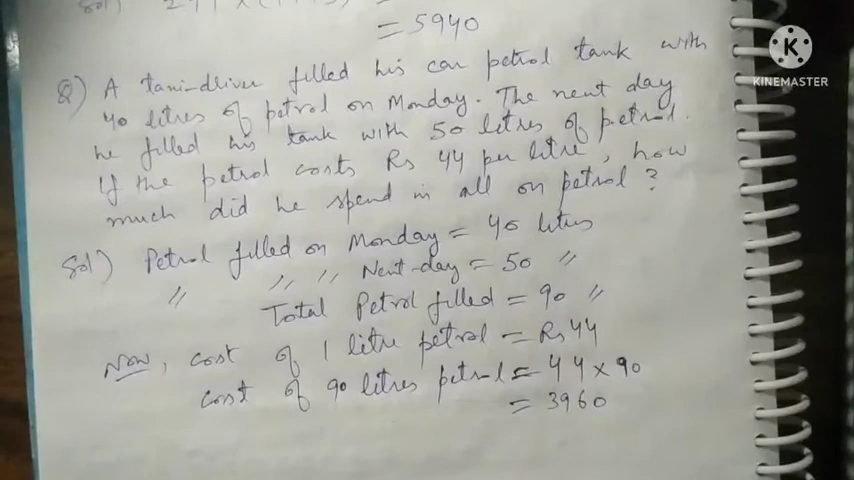 = 5940
Q) A taxi-driver filled his car petrol tank with
40 litres of petrol on Monday. The next day
he filled his tank with 50 litres of petrol.
If the petrol costs Rs 44 per litre, how
much did he spend in all on petrol?
Sol) Petrol filled on Monday = 40 litres
" " " Next-day = 50 "
Total Petrol filled = 90 "
Now, cost of 1 litre petrol = Rs 44
cost of 90 litres petrol = 44 × 90
= 3960
K
KINEMASTER